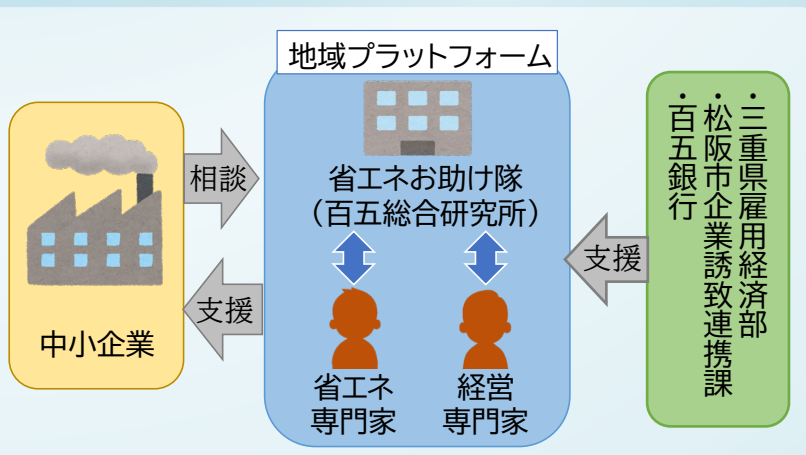 地域プラットフォーム
中小企業
相談
支援
省エネお助け隊
（百五総合研究所）
省エネ
専門家
経営
専門家
支援
・三重県雇用経済部
・松阪市企業誘致連携課
・百五銀行